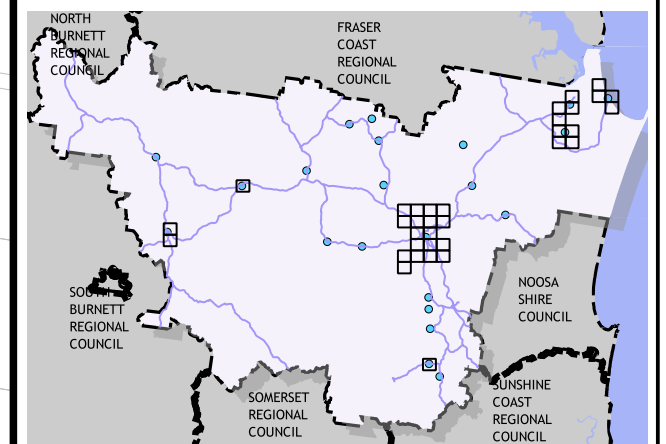 NORTH
BURNETT
REGIONAL
COUNCIL
FRASER
COAST
REGIONAL
COUNCIL
SOUTH
BURNETT
REGIONAL
COUNCIL
NOOSA
SHIRE
COUNCIL
SOMERSET
REGIONAL
COUNCIL
SUNSHINE
COAST
REGIONAL
COUNCIL